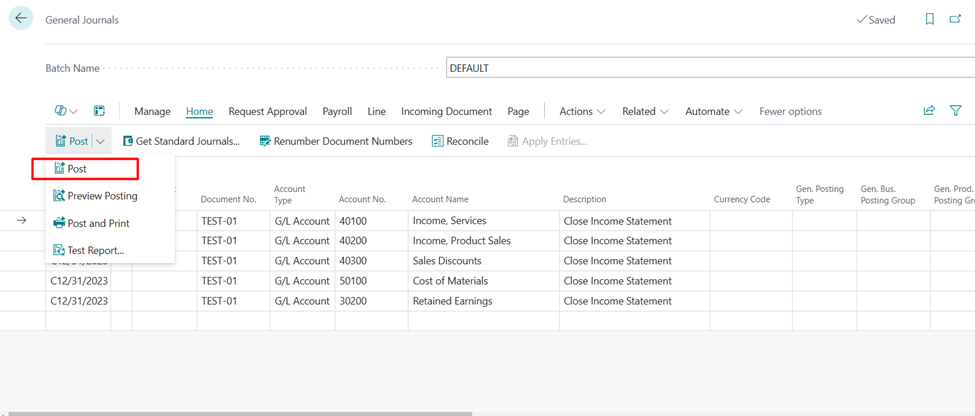 General Journals
Saved
Batch Name
DEFAULT
Manage Home Request Approval Payroll Line Incoming Document Page Actions Related Automate Fewer options
Post Get Standard Journals... Renumber Document Numbers Reconcile Apply Entries...
Post
Preview Posting
Post and Print
Test Report...
Document No. Account Type Account No. Account Name Description Currency Code Gen. Posting Type Gen. Bus. Posting Group Gen. Prod. Posting Gro
TEST-01 G/L Account 40100 Income, Services Close Income Statement
TEST-01 G/L Account 40200 Income, Product Sales Close Income Statement
C12/31/2023 TEST-01 G/L Account 40300 Sales Discounts Close Income Statement
C12/31/2023 TEST-01 G/L Account 50100 Cost of Materials Close Income Statement
C12/31/2023 TEST-01 G/L Account 30200 Retained Earnings Close Income Statement